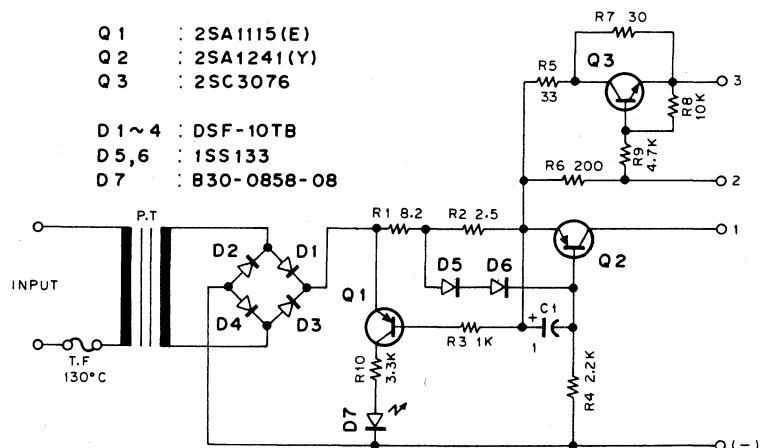 Q1 : 2SA1115(E)
Q2 : 2SA1241(Y)
Q3 : 2SC3076
D1~4 : DSF-10TB
D5,6 : 1SS133
D7 : B30-0858-08
R7 30
Q3
R5
33
3
R8
10K
R9
4.7K
R6 200
2
P.T
R1 8.2
R2 2.5
1
D2
D1
D5
D6
Q2
INPUT
D4
D3
Q1
+ C1
1
R3 1K
T.F
130°C
R10
3.3K
R4 2.2K
D7
(-)